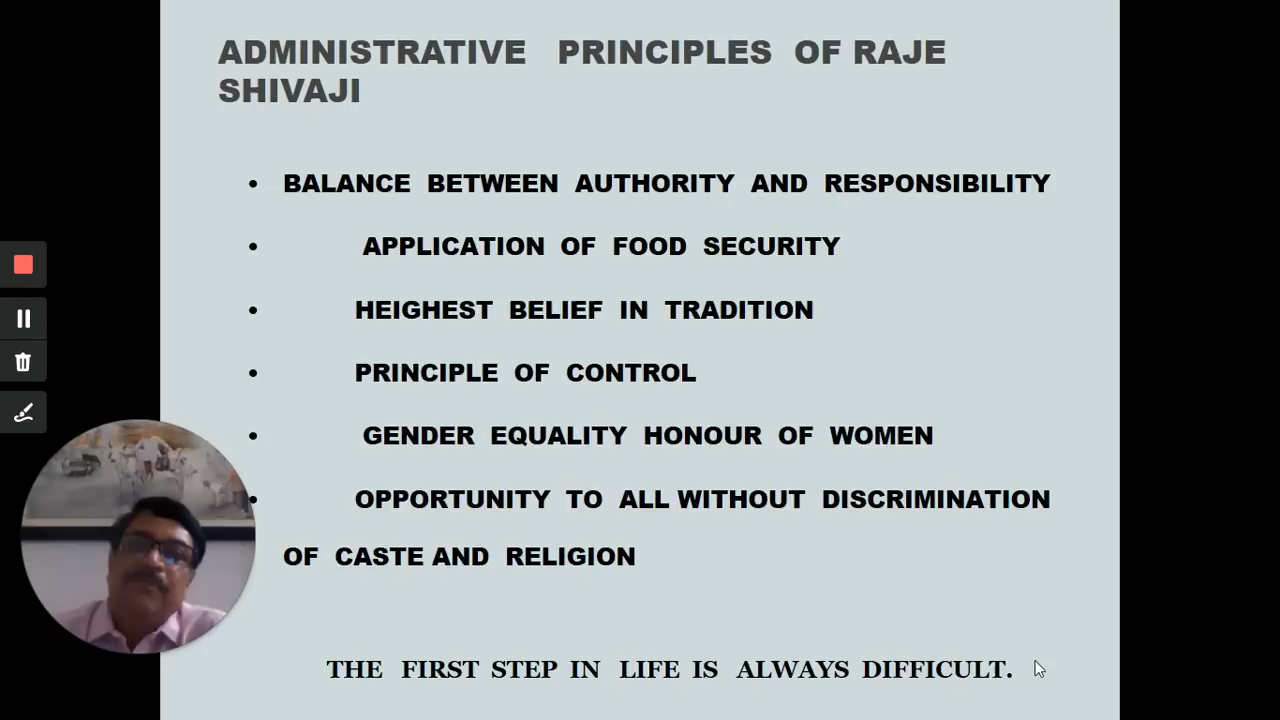 ADMINISTRATIVE PRINCIPLES OF RAJE
SHIVAJI
• BALANCE BETWEEN AUTHORITY AND RESPONSIBILITY
• APPLICATION OF FOOD SECURITY
• HEIGHEST BELIEF IN TRADITION
• PRINCIPLE OF CONTROL
• GENDER EQUALITY HONOUR OF WOMEN
• OPPORTUNITY TO ALL WITHOUT DISCRIMINATION
OF CASTE AND RELIGION
THE FIRST STEP IN LIFE IS ALWAYS DIFFICULT.